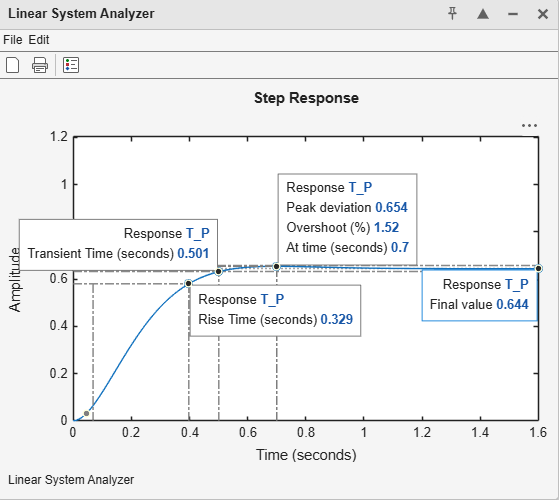 Linear System Analyzer
File Edit
Step Response
1.2
1
0.6
0.4
0.2
0
Amplitude
Response T_P
Peak deviation 0.654
Overshoot (%) 1.52
At time (seconds) 0.7
Response T_P
Transient Time (seconds) 0.501
Response T_P
Rise Time (seconds) 0.329
Response T_P
Final value 0.644
0 0.2 0.4 0.6 0.8 1 1.2 1.4 1.6
Time (seconds)
Linear System Analyzer